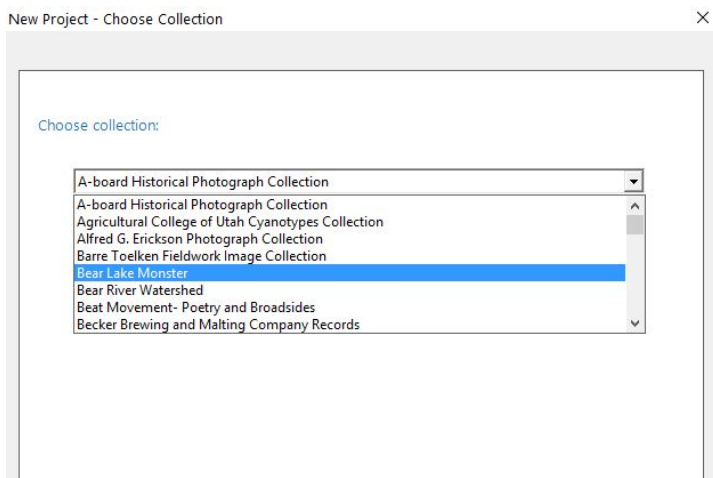 New Project - Choose Collection
Choose collection:
A-board Historical Photograph Collection
A-board Historical Photograph Collection
Agricultural College of Utah Cyanotypes Collection
Alfred G. Erickson Photograph Collection
Barre Toelken Fieldwork Image Collection
Bear Lake Monster
Bear River Watershed
Beat Movement- Poetry and Broadsides
Becker Brewing and Malting Company Records